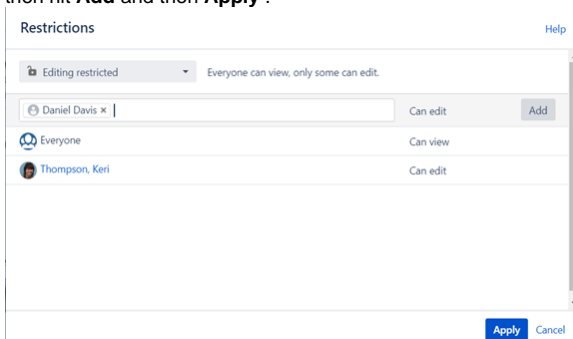 then hit Add and then Apply .
Restrictions Help
Editing restricted Everyone can view, only some can edit.
Daniel Davis × Can edit Add
Everyone Can view
Thompson, Keri Can edit
Apply Cancel